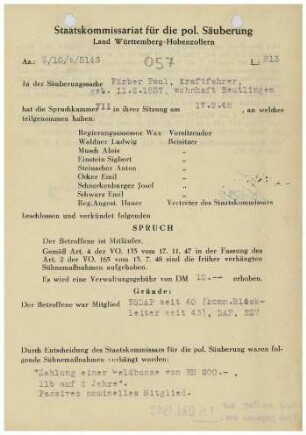 Staatskommissariat für die pol. Säuberung
Land Württemberg-Hohenzollern
Az.: 2/10/b/5143 057 L.: 813
In der Säuberungssache Färber Paul, Kraftfahrer,
geb. 11.2.1887, wohnhaft Reutlingen
hat die Spruchkammer VII in ihrer Sitzung am 17.9.48 , an welcher
teilgenommen haben:
Regierungsassessor Wax Vorsitzender
Waldner Ludwig Beisitzer
Musch Alois „
Einstein Sigbert „
Steinacher Anton „
Ocker Emil „
Schneckenburger Josef „
Schwarz Emil „
Reg.Angest. Hauer Vertreter des Staatskommissars
beschlossen und verkündet folgenden
SPRUCH
Der Betroffene ist Mitläufer.
Gemäß Art. 4 der VO. 133 vom 17. 11. 47 in der Fassung des
Art. 2 der VO. 165 vom 13. 7. 48 sind die früher verhängten
Sühnemaßnahmen aufgehoben.
Es wird eine Verwaltungsgebühr von DM 10.-- erhoben.
Gründe:
Der Betroffene war Mitglied NSDAP seit 40 (komm.Block-
leiter seit 43), DAF, NSV
Durch Entscheidung des Staatskommissars für die pol. Säuberung waren fol-
gende Sühnemaßnahmen verhängt worden:
"Zahlung einer Geldbusse von RM 200.--
11b auf 2 Jahre".
Passives nominelles Mitglied.